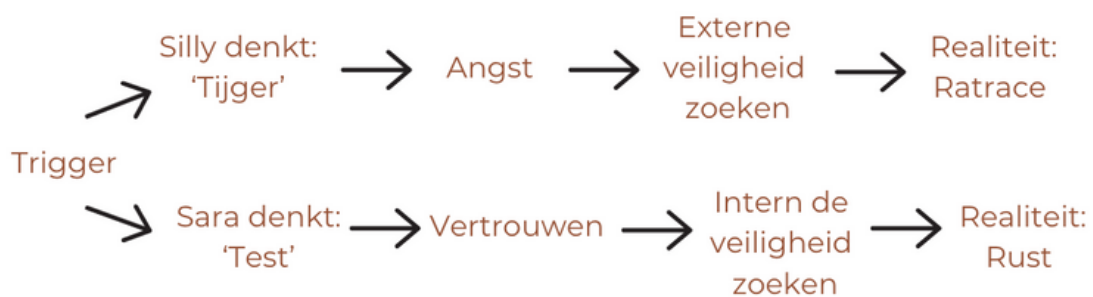 Silly denkt:
‘Tijger’
Angst
Externe
veiligheid
zoeken
Realiteit:
Ratrace
Trigger
Sara denkt:
‘Test’
Vertrouwen
Intern de
veiligheid
zoeken
Realiteit:
Rust